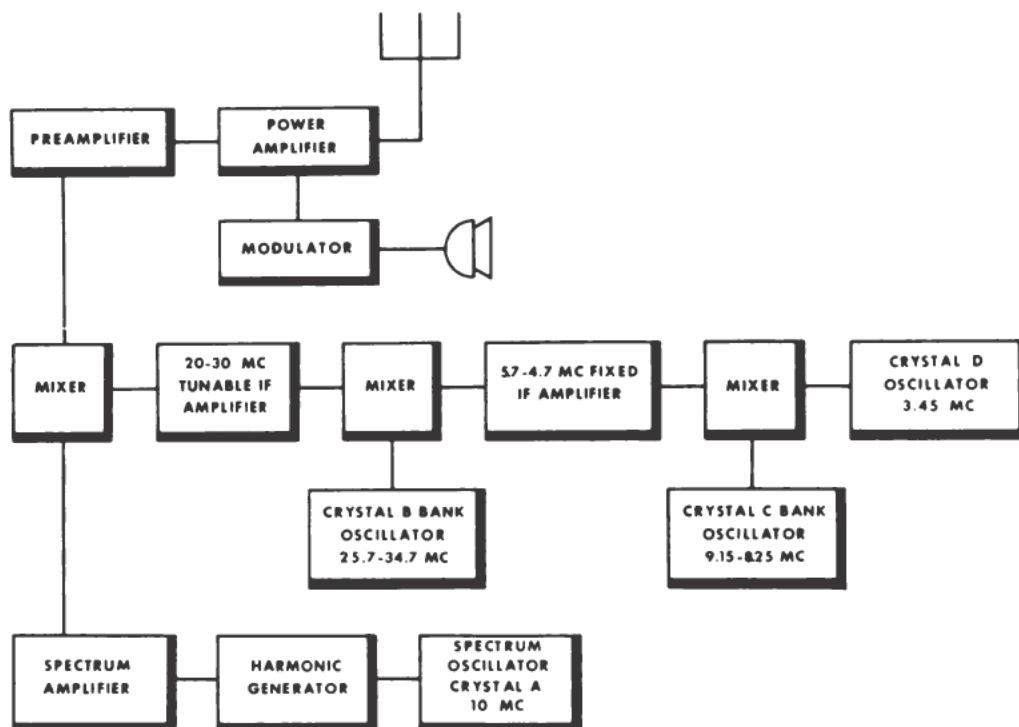 PREAMPLIFIER
POWER
AMPLIFIER
MODULATOR
MIXER
20-30 MC
TUNABLE IF
AMPLIFIER
MIXER
5.7-4.7 MC FIXED
IF AMPLIFIER
MIXER
CRYSTAL D
OSCILLATOR
3.45 MC
CRYSTAL B BANK
OSCILLATOR
25.7-34.7 MC
CRYSTAL C BANK
OSCILLATOR
9.15-8.25 MC
SPECTRUM
AMPLIFIER
HARMONIC
GENERATOR
SPECTRUM
OSCILLATOR
CRYSTAL A
10 MC